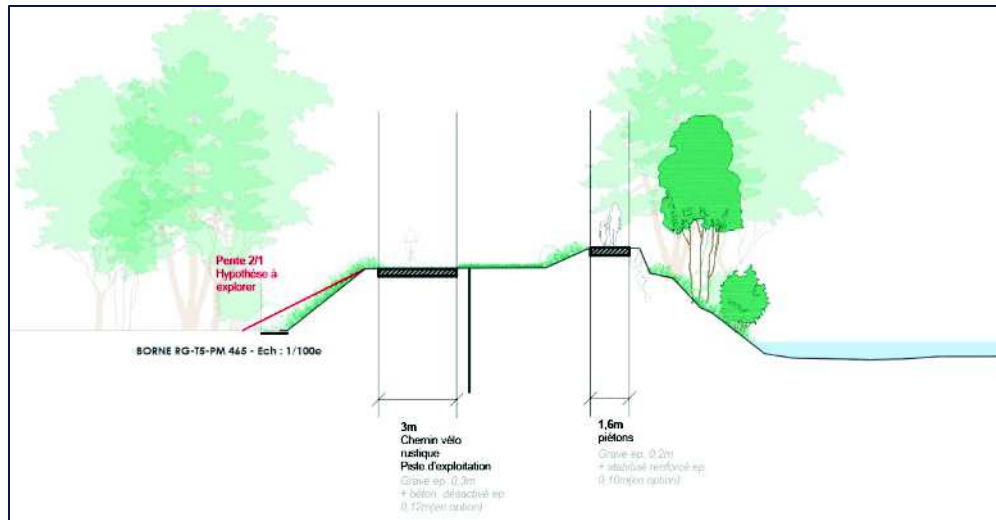 Pente 2/1
Hypothèse à
explorer
BORNE RG-T5-PM 465 - Ech : 1/100e
3m
Chemin vélo
rustique
Piste d'exploitation
Grave ep. 0,3m
+ béton désactivé ep.
0,12m(en option)
1,6m
piétons
Grave ep. 0,2m
+ stabilisé renforcé ep.
0,10m(en option)